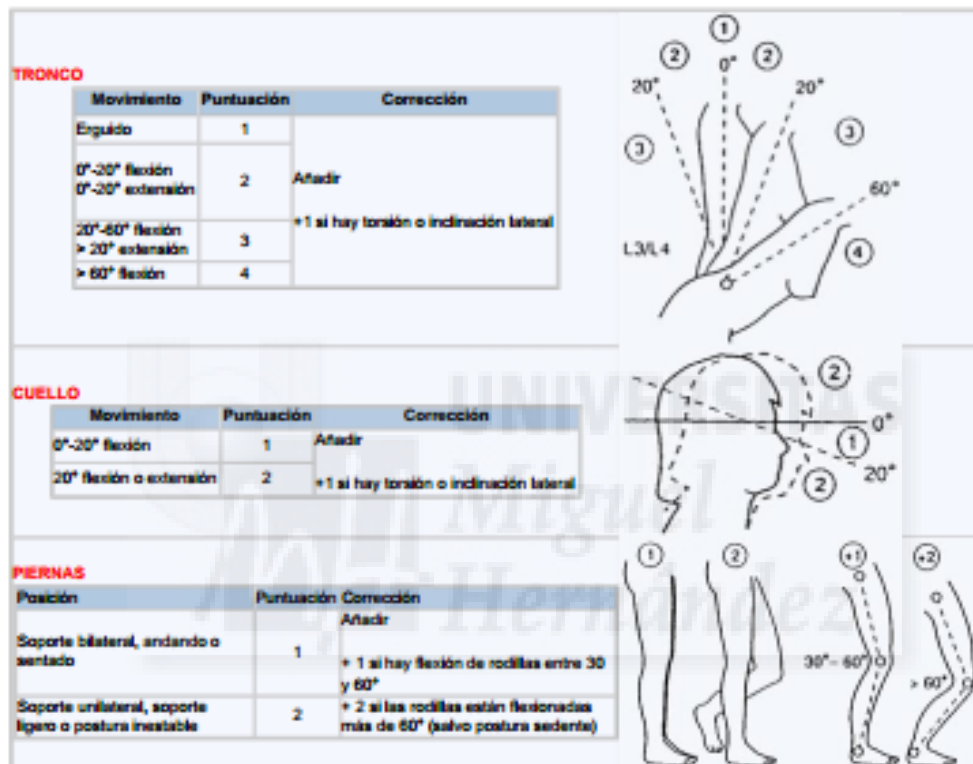 TRONCO
Movimiento Puntuación Corrección
Erguido 1
0°-20° flexión
0°-20° extensión 2 Añadir
+1 si hay torsión o inclinación lateral
20°-60° flexión
> 20° extensión 3
> 60° flexión 4
1
2 0° 2
20° 20°
3 3
60°
L3/L4
4
CUELLO
Movimiento Puntuación Corrección
0°-20° flexión 1 Añadir
20° flexión o extensión 2 +1 si hay torsión o inclinación lateral
2
0°
1
20°
2
UNIVERSITAS
Miguel
Hernández
PIERNAS
Posición Puntuación Corrección
Añadir
Soporte bilateral, andando o
sentado 1
+ 1 si hay flexión de rodillas entre 30
y 60°
Soporte unilateral, soporte
ligero o postura inestable 2
+ 2 si las rodillas están flexionadas
más de 60° (salvo postura sedente)
1 2 +1 +2
30°- 60°
> 60°